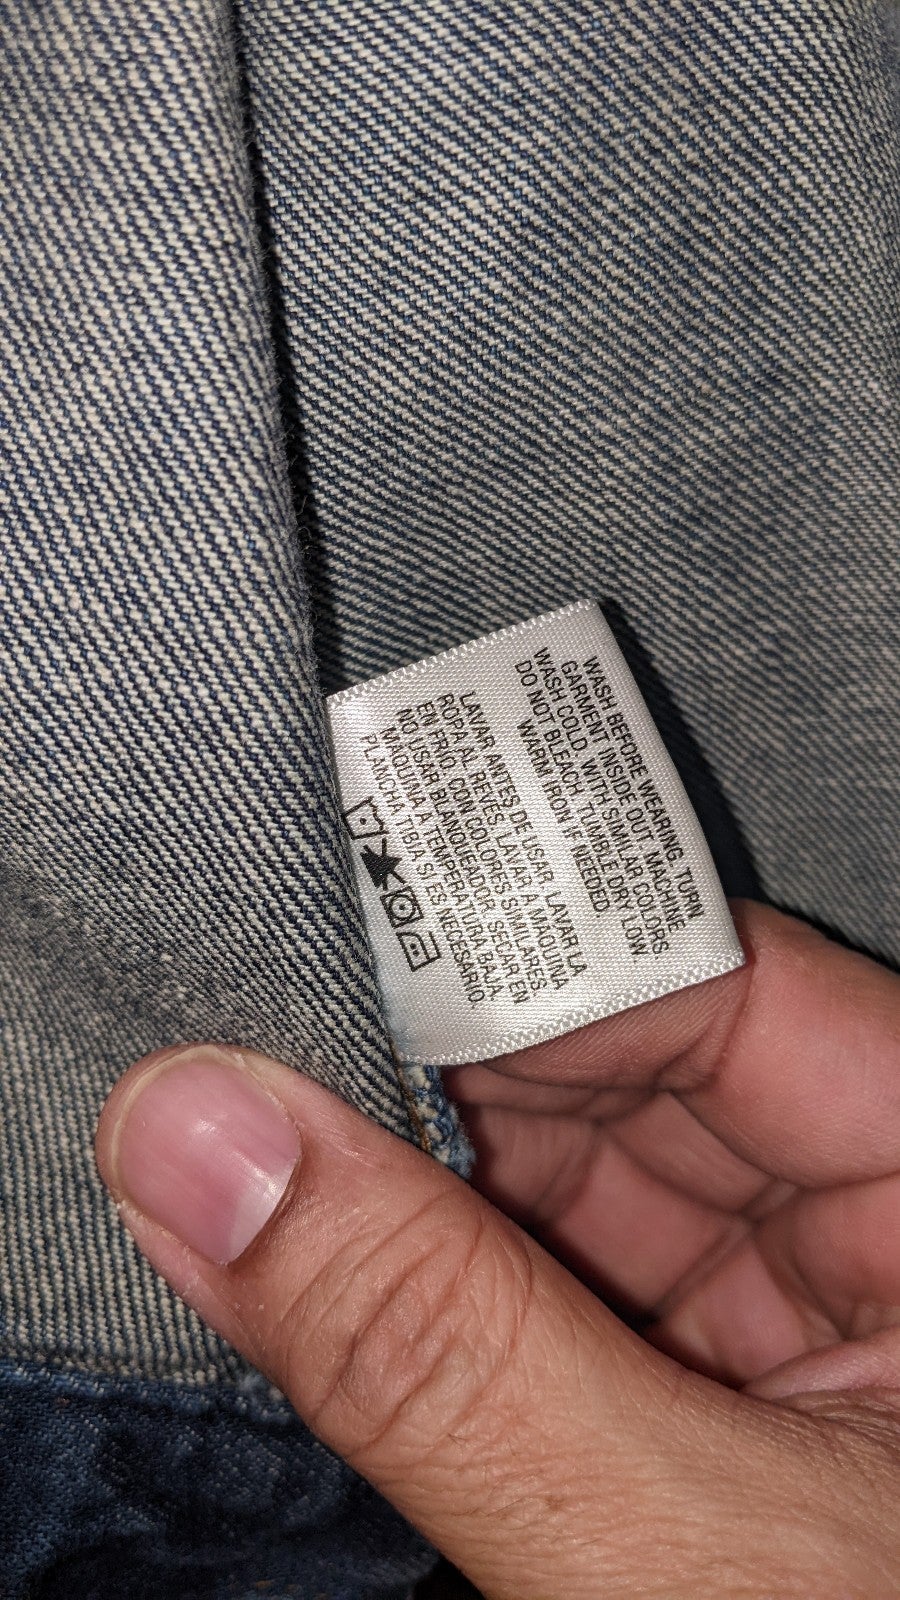 WASH BEFORE WEARING. TURN
GARMENT INSIDE OUT. MACHINE
WASH COLD. WITH SIMILAR COLORS
DO NOT BLEACH. TUMBLE DRY LOW.
WARM IRON IF NEEDED
LAVAR ANTES DE USAR. LAVAR LA
ROPA AL REVÉS. LAVAR A MAQUINA
EN FRIO. CON COLORES SIMILARES.
NO USAR BLANQUEADOR. SECAR EN
MAQUINA A TEMPERATURA BAJA.
PLANCHA TIBIA SI ES NECESARIO.